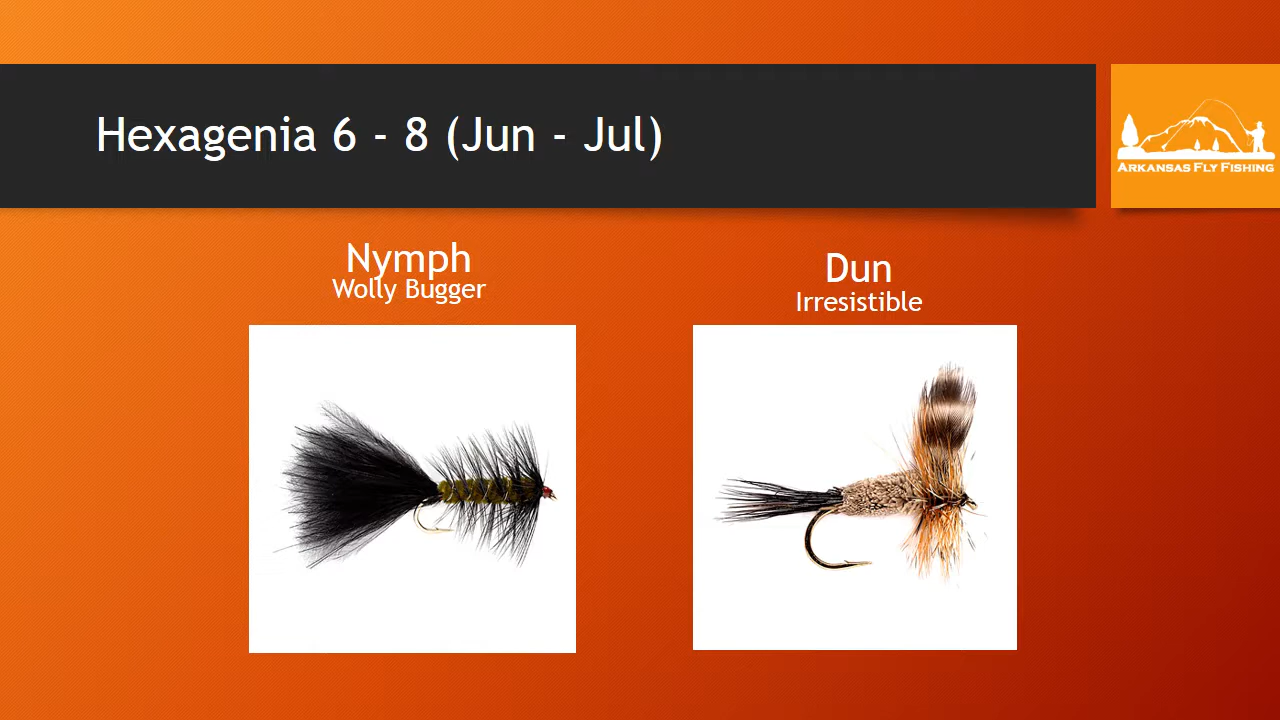 Hexagenia 6 - 8 (Jun - Jul)
ARKANSAS FLY FISHING
Nymph
Wolly Bugger
Dun
Irresistible